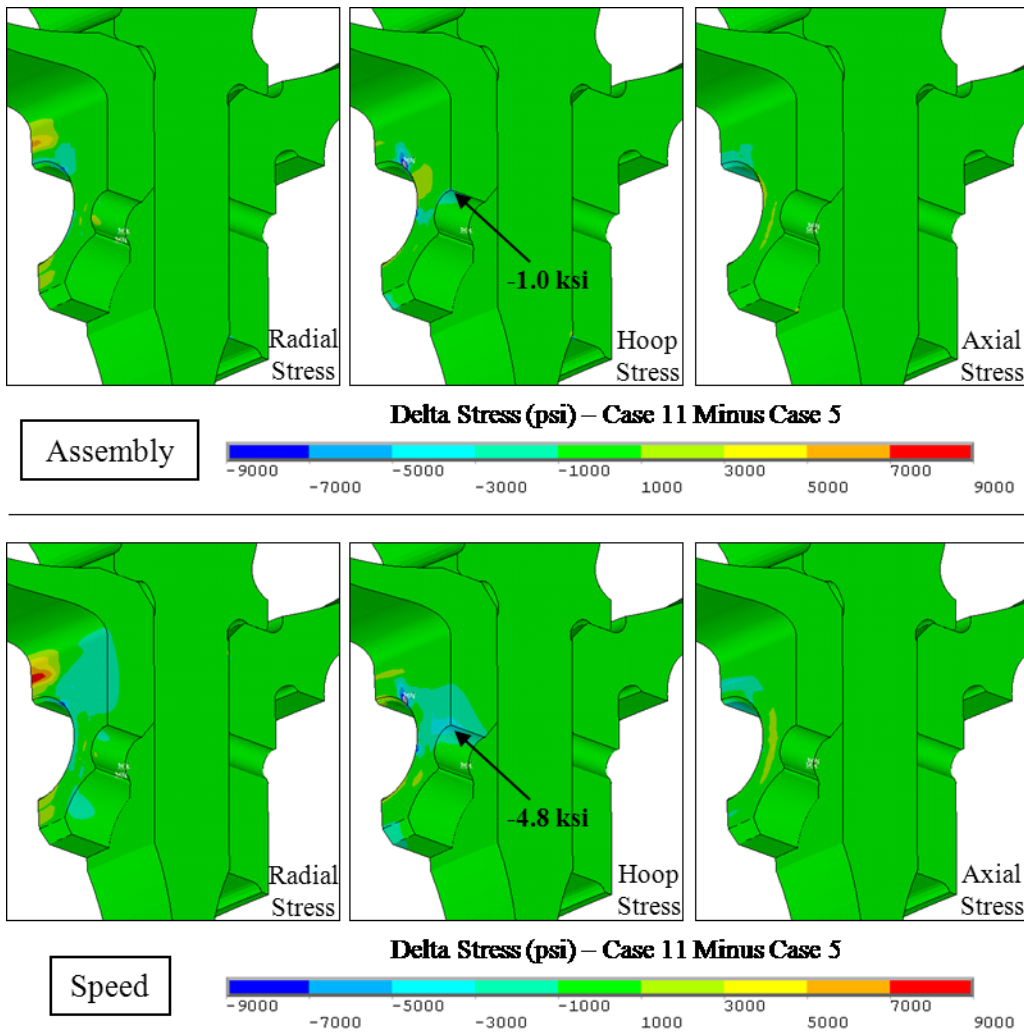 Radial
Stress
-1.0 ksi
Hoop
Stress
Axial
Stress
Assembly
Delta Stress (psi) – Case 11 Minus Case 5
-9000 -5000 -1000 3000 7000
-7000 -3000 1000 5000 9000
Radial
Stress
-4.8 ksi
Hoop
Stress
Axial
Stress
Speed
Delta Stress (psi) – Case 11 Minus Case 5
-9000 -5000 -1000 3000 7000
-7000 -3000 1000 5000 9000